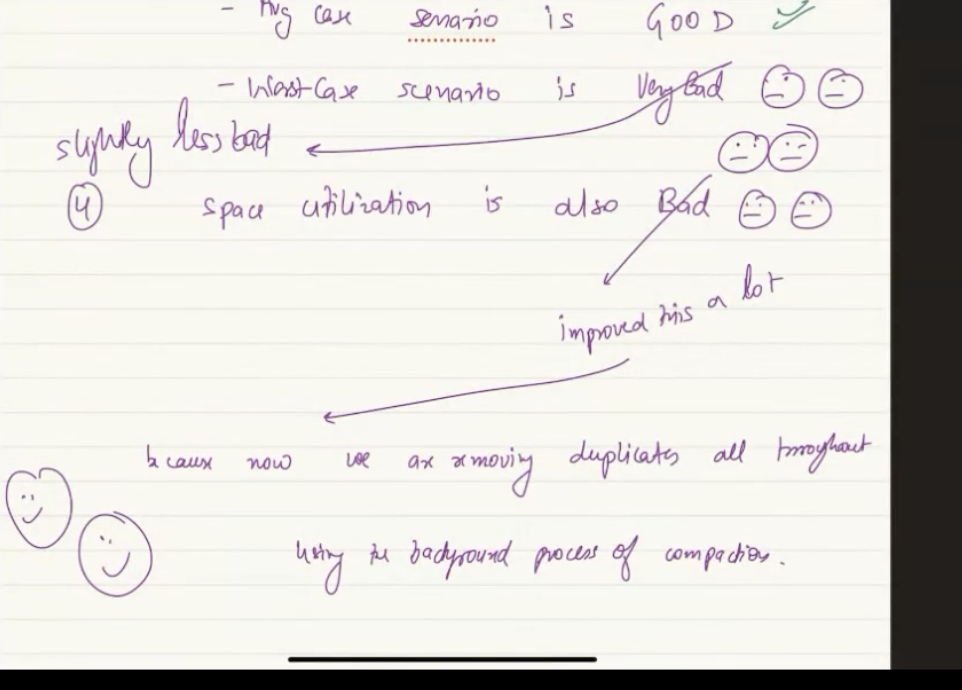 - Avg case senario is GOOD
- Worst Case scenario is Very Bad
slightly less bad
④ space utilization is also Bad
improved this a lot
because now we are removing duplicates all throughout
using the background process of compaction.